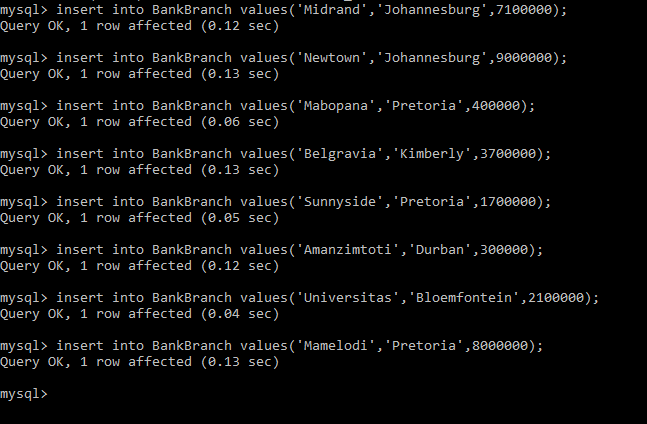 mysql> insert into BankBranch values('Midrand','Johannesburg',7100000);
Query OK, 1 row affected (0.12 sec)
mysql> insert into BankBranch values('Newtown','Johannesburg',9000000);
Query OK, 1 row affected (0.13 sec)
mysql> insert into BankBranch values('Mabopana','Pretoria',400000);
Query OK, 1 row affected (0.06 sec)
mysql> insert into BankBranch values('Belgravia','Kimberly',3700000);
Query OK, 1 row affected (0.13 sec)
mysql> insert into BankBranch values('Sunnyside','Pretoria',1700000);
Query OK, 1 row affected (0.05 sec)
mysql> insert into BankBranch values('Amanzimtoti','Durban',300000);
Query OK, 1 row affected (0.12 sec)
mysql> insert into BankBranch values('Universitas','Bloemfontein',2100000);
Query OK, 1 row affected (0.04 sec)
mysql> insert into BankBranch values('Mamelodi','Pretoria',8000000);
Query OK, 1 row affected (0.13 sec)
mysql>